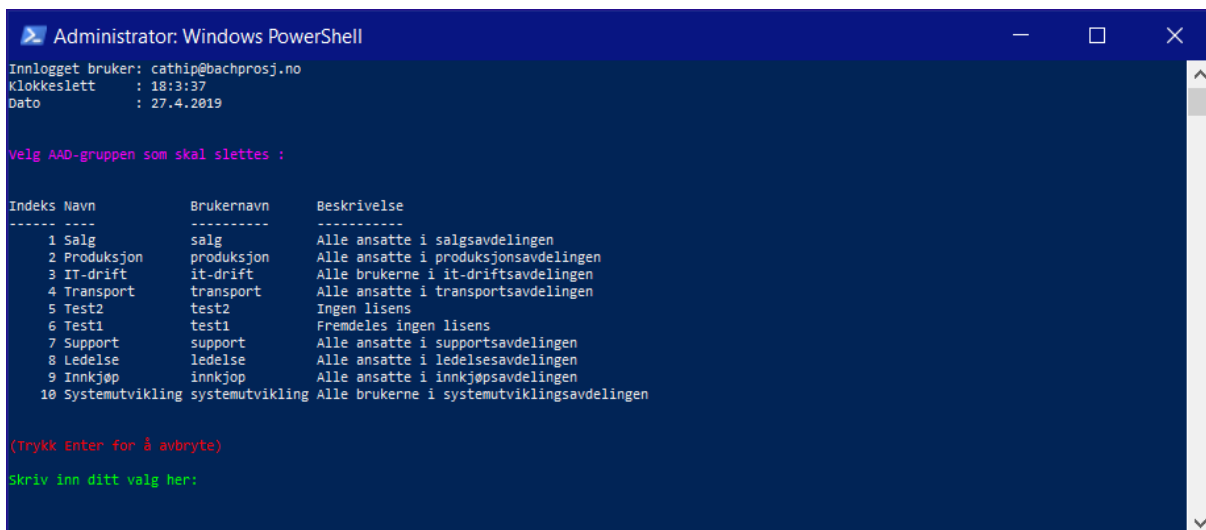 Administrator: Windows PowerShell
Innlogget bruker: cathip@bachprosj.no
Klokkeslett : 18:3:37
Dato : 27.4.2019
Velg AAD-gruppen som skal slettes :
Indeks Navn Brukernavn Beskrivelse
------ ---- ---------- -----------
1 Salg salg Alle ansatte i salgsavdelingen
2 Produksjon produksjon Alle ansatte i produksjonsavdelingen
3 IT-drift it-drift Alle brukerne i it-driftsavdelingen
4 Transport transport Alle ansatte i transportsavdelingen
5 Test2 test2 Ingen lisens
6 Test1 test1 Fremdeles ingen lisens
7 Support support Alle ansatte i supportsavdelingen
8 Ledelse ledelse Alle ansatte i ledelsesavdelingen
9 Innkjøp innkjop Alle ansatte i innkjøpsavdelingen
10 Systemutvikling systemutvikling Alle brukerne i systemutviklingsavdelingen
(Trykk Enter for å avbryte)
Skriv inn ditt valg her: